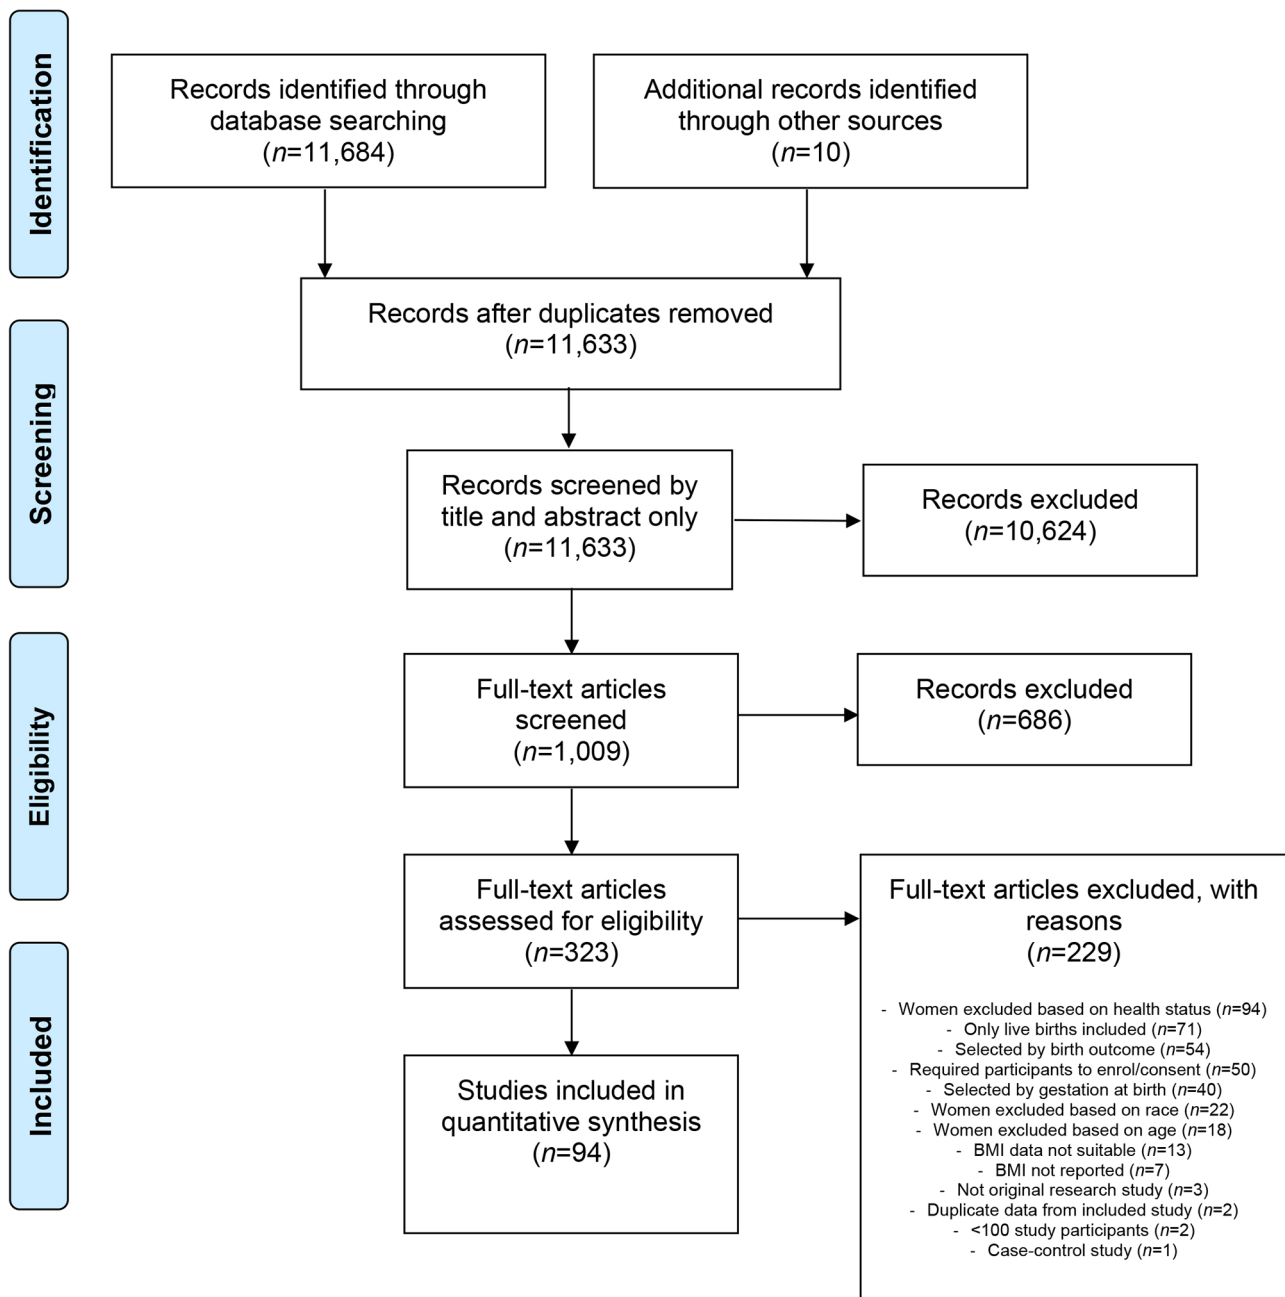 Identification
Records identified through
database searching
(n=11,684)
Additional records identified
through other sources
(n=10)
Records after duplicates removed
(n=11,633)
Screening
Records screened by
title and abstract only
(n=11,633)
Records excluded
(n=10,624)
Eligibility
Full-text articles
screened
(n=1,009)
Records excluded
(n=686)
Full-text articles
assessed for eligibility
(n=323)
Full-text articles excluded, with
reasons
(n=229)
- Women excluded based on health status (n=94)
- Only live births included (n=71)
- Selected by birth outcome (n=54)
- Required participants to enrol/consent (n=50)
- Selected by gestation at birth (n=40)
- Women excluded based on race (n=22)
- Women excluded based on age (n=18)
- BMI data not suitable (n=13)
- BMI not reported (n=7)
- Not original research study (n=3)
- Duplicate data from included study (n=2)
- <100 study participants (n=2)
- Case-control study (n=1)
Included
Studies included in
quantitative synthesis
(n=94)